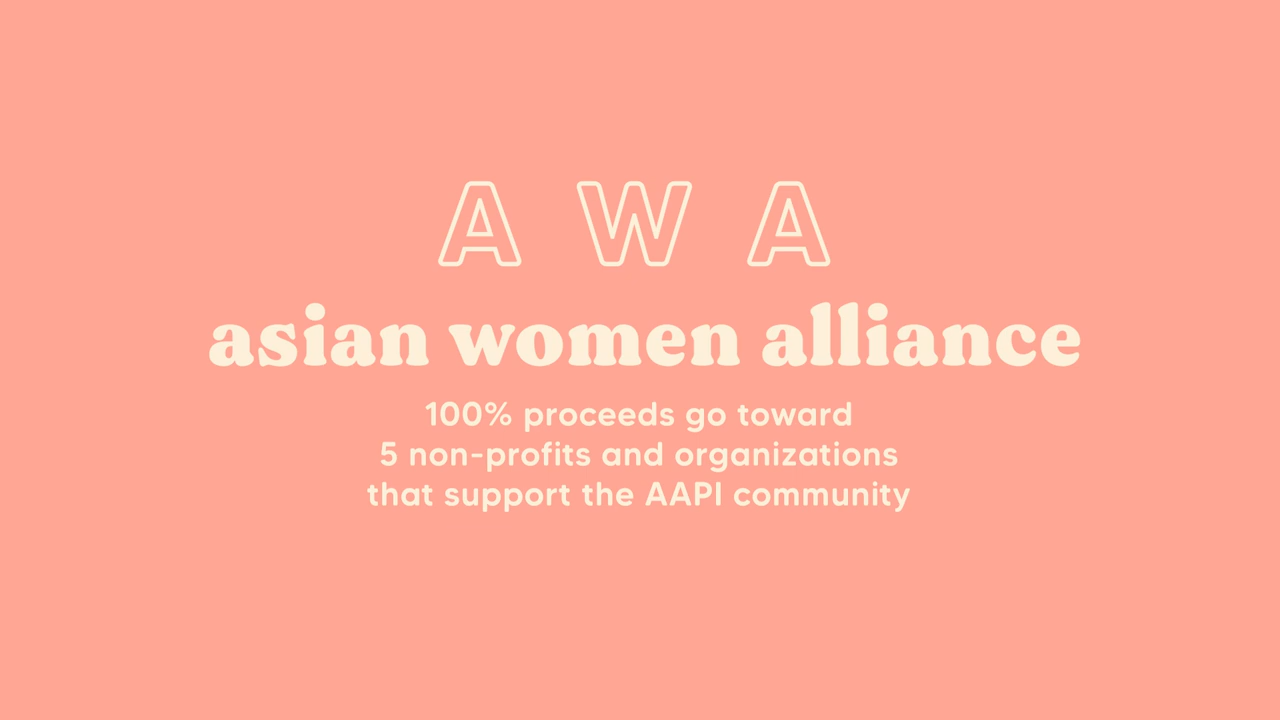 A W A
asian women alliance
100% proceeds go toward
5 non-profits and organizations
that support the AAPI community